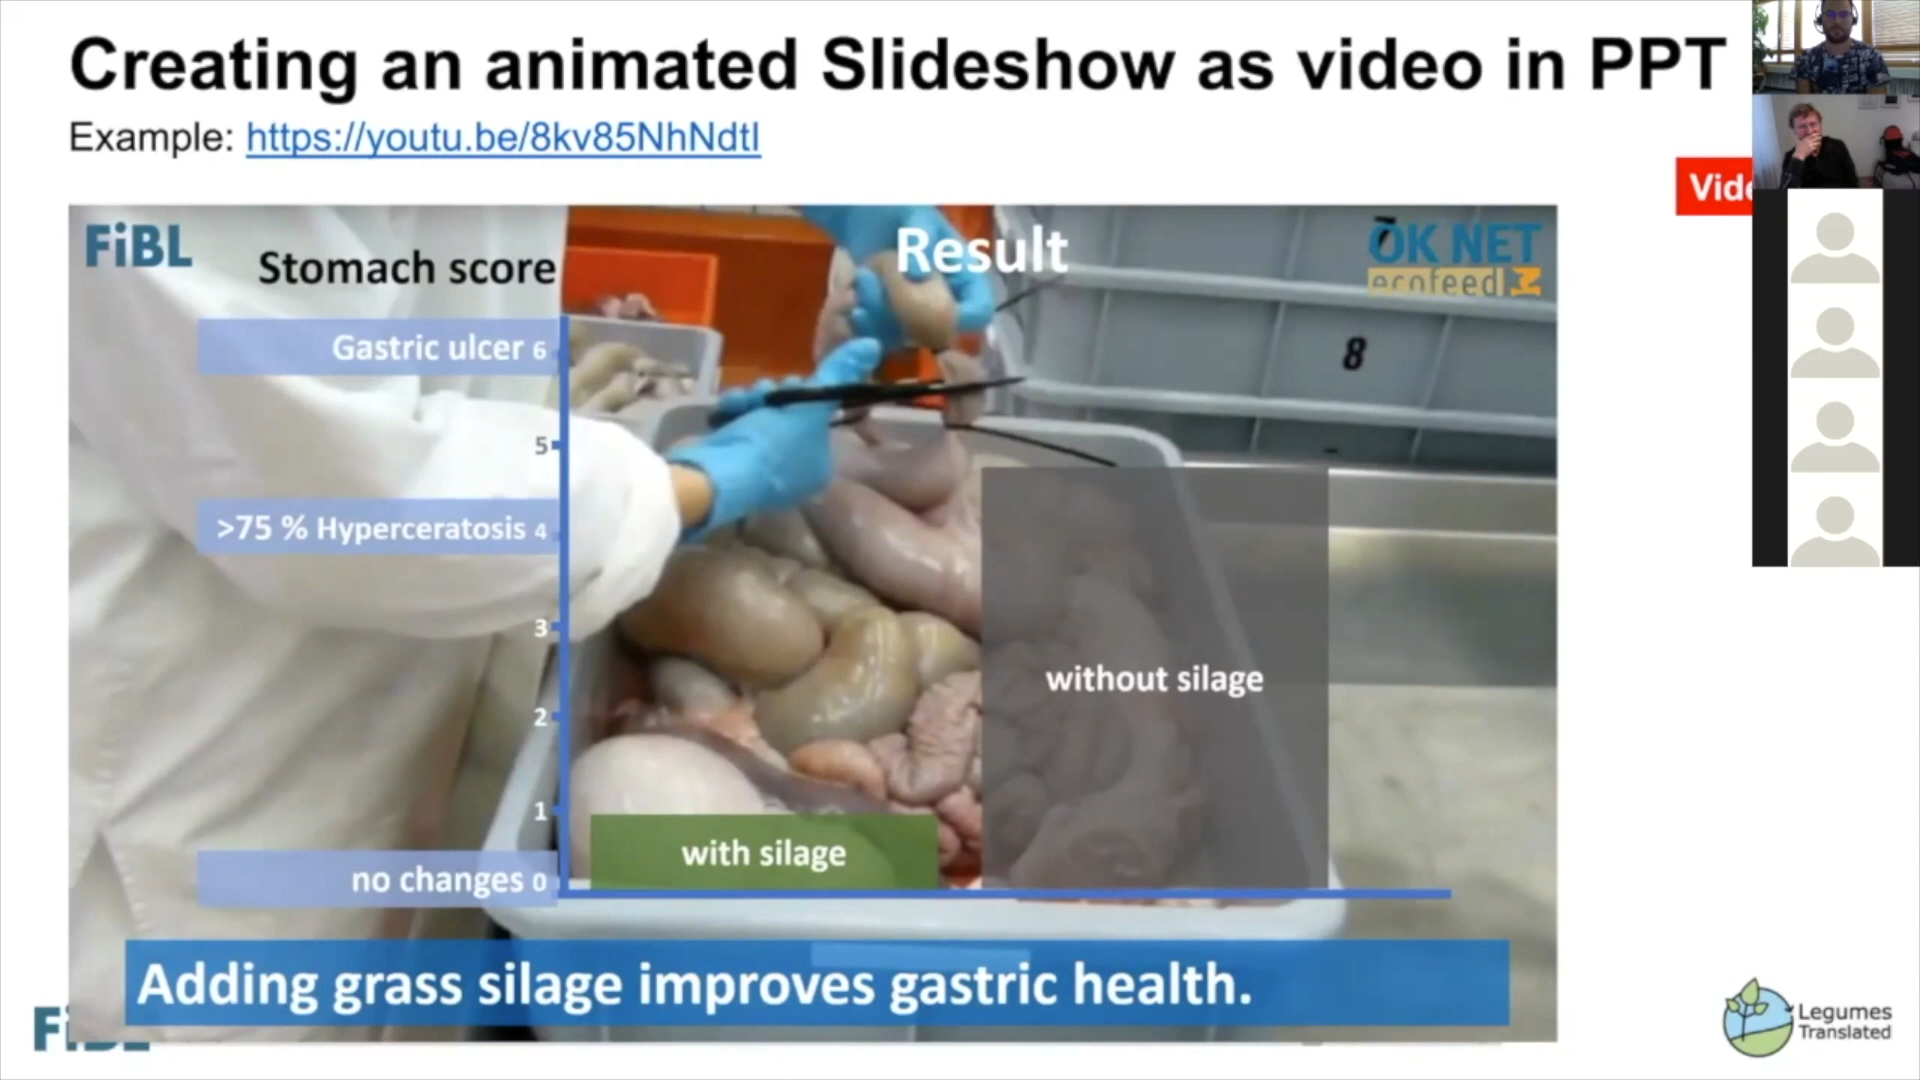 Creating an animated Slideshow as video in PPT
Example: https://youtu.be/8kv85NhNdtI
FiBL
Stomach score
Result
OK NET
ecofeed
Gastric ulcer 6
8
5
>75 % Hyperceratosis 4
3
without silage
2
1
with silage
no changes 0
Adding grass silage improves gastric health.
Legumes
Translated